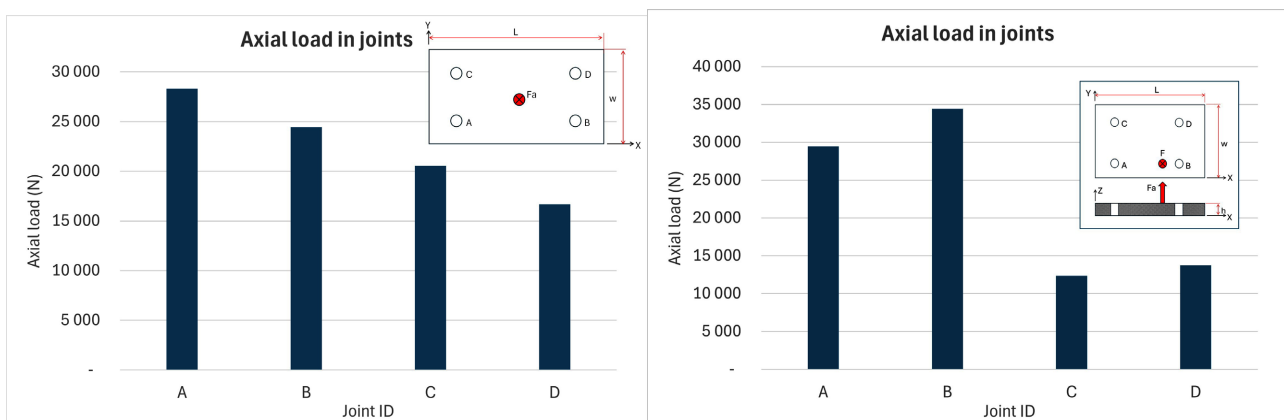 Axial load in joints
Y
L
C
D
Fa
w
A
B
X
30 000
25 000
20 000
15 000
10 000
5 000
-
Axial load (N)
A B C D
Joint ID
Axial load in joints
40 000
35 000
30 000
25 000
20 000
15 000
10 000
5 000
-
Axial load (N)
Y
L
C
D
w
F
A
B
X
Fa
Z
h
X
A B C D
Joint ID